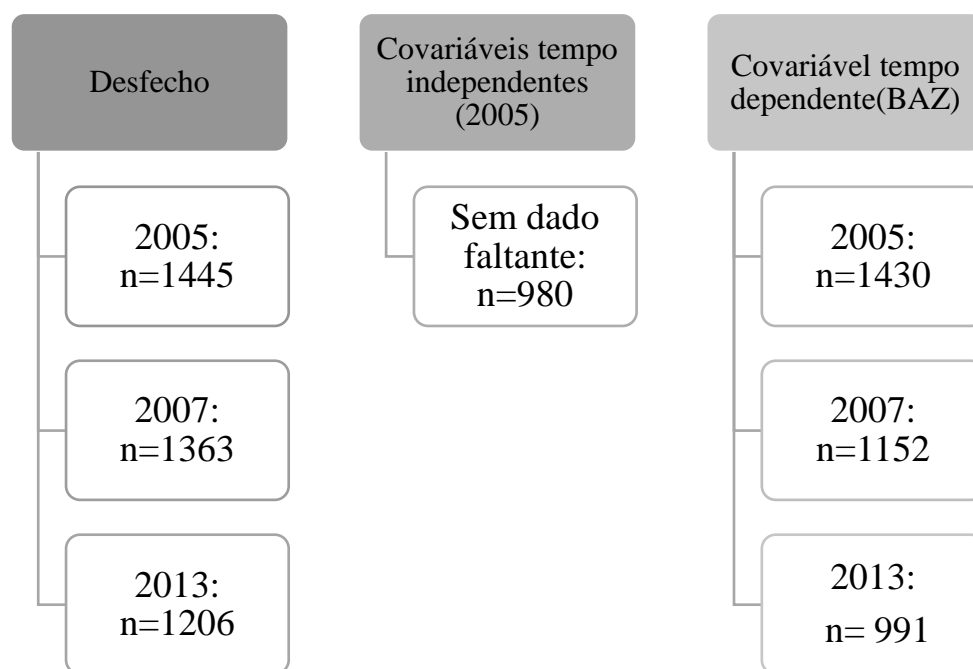 Desfecho
2005:
n=1445
2007:
n=1363
2013:
n=1206
Covariáveis tempo
independentes
(2005)
Sem dado
faltante:
n=980
Covariável tempo
dependente(BAZ)
2005:
n=1430
2007:
n=1152
2013:
n= 991